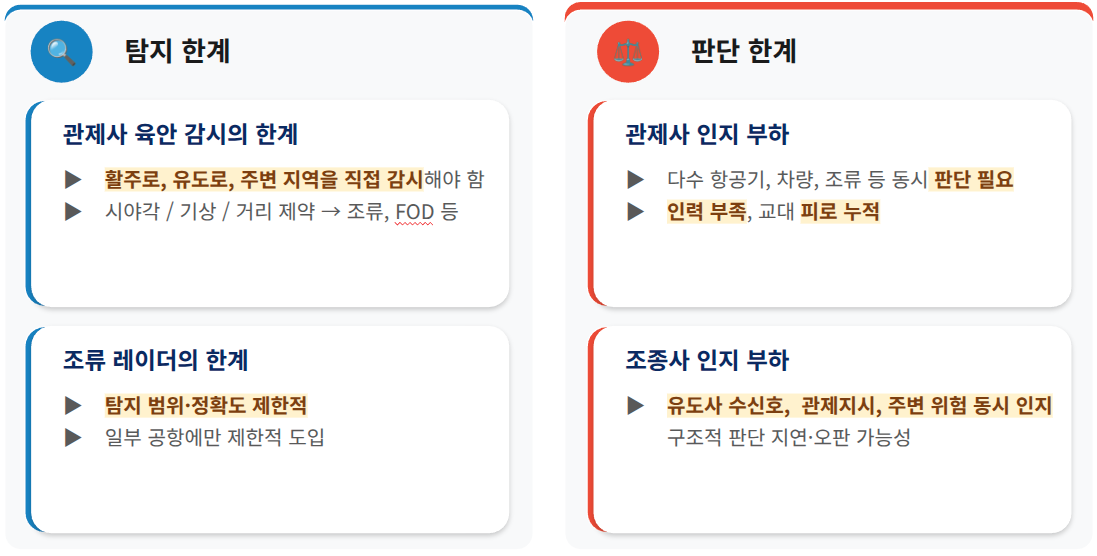 탐지 한계
관제사 육안 감시의 한계
▶ 활주로, 유도로, 주변 지역을 직접 감시해야 함
▶ 시야각 / 기상 / 거리 제약 → 조류, FOD 등
조류 레이더의 한계
▶ 탐지 범위·정확도 제한적
▶ 일부 공항에만 제한적 도입
판단 한계
관제사 인지 부하
▶ 다수 항공기, 차량, 조류 등 동시 판단 필요
▶ 인력 부족, 교대 피로 누적
조종사 인지 부하
▶ 유도사 수신호, 관제지시, 주변 위험 동시 인지
구조적 판단 지연·오판 가능성